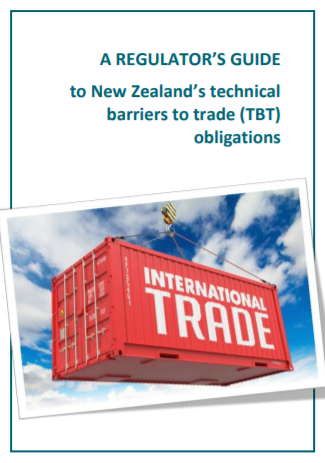 A REGULATOR'S GUIDE
to New Zealand's technical
barriers to trade (TBT)
obligations
INTERNATIONAL
TRADE